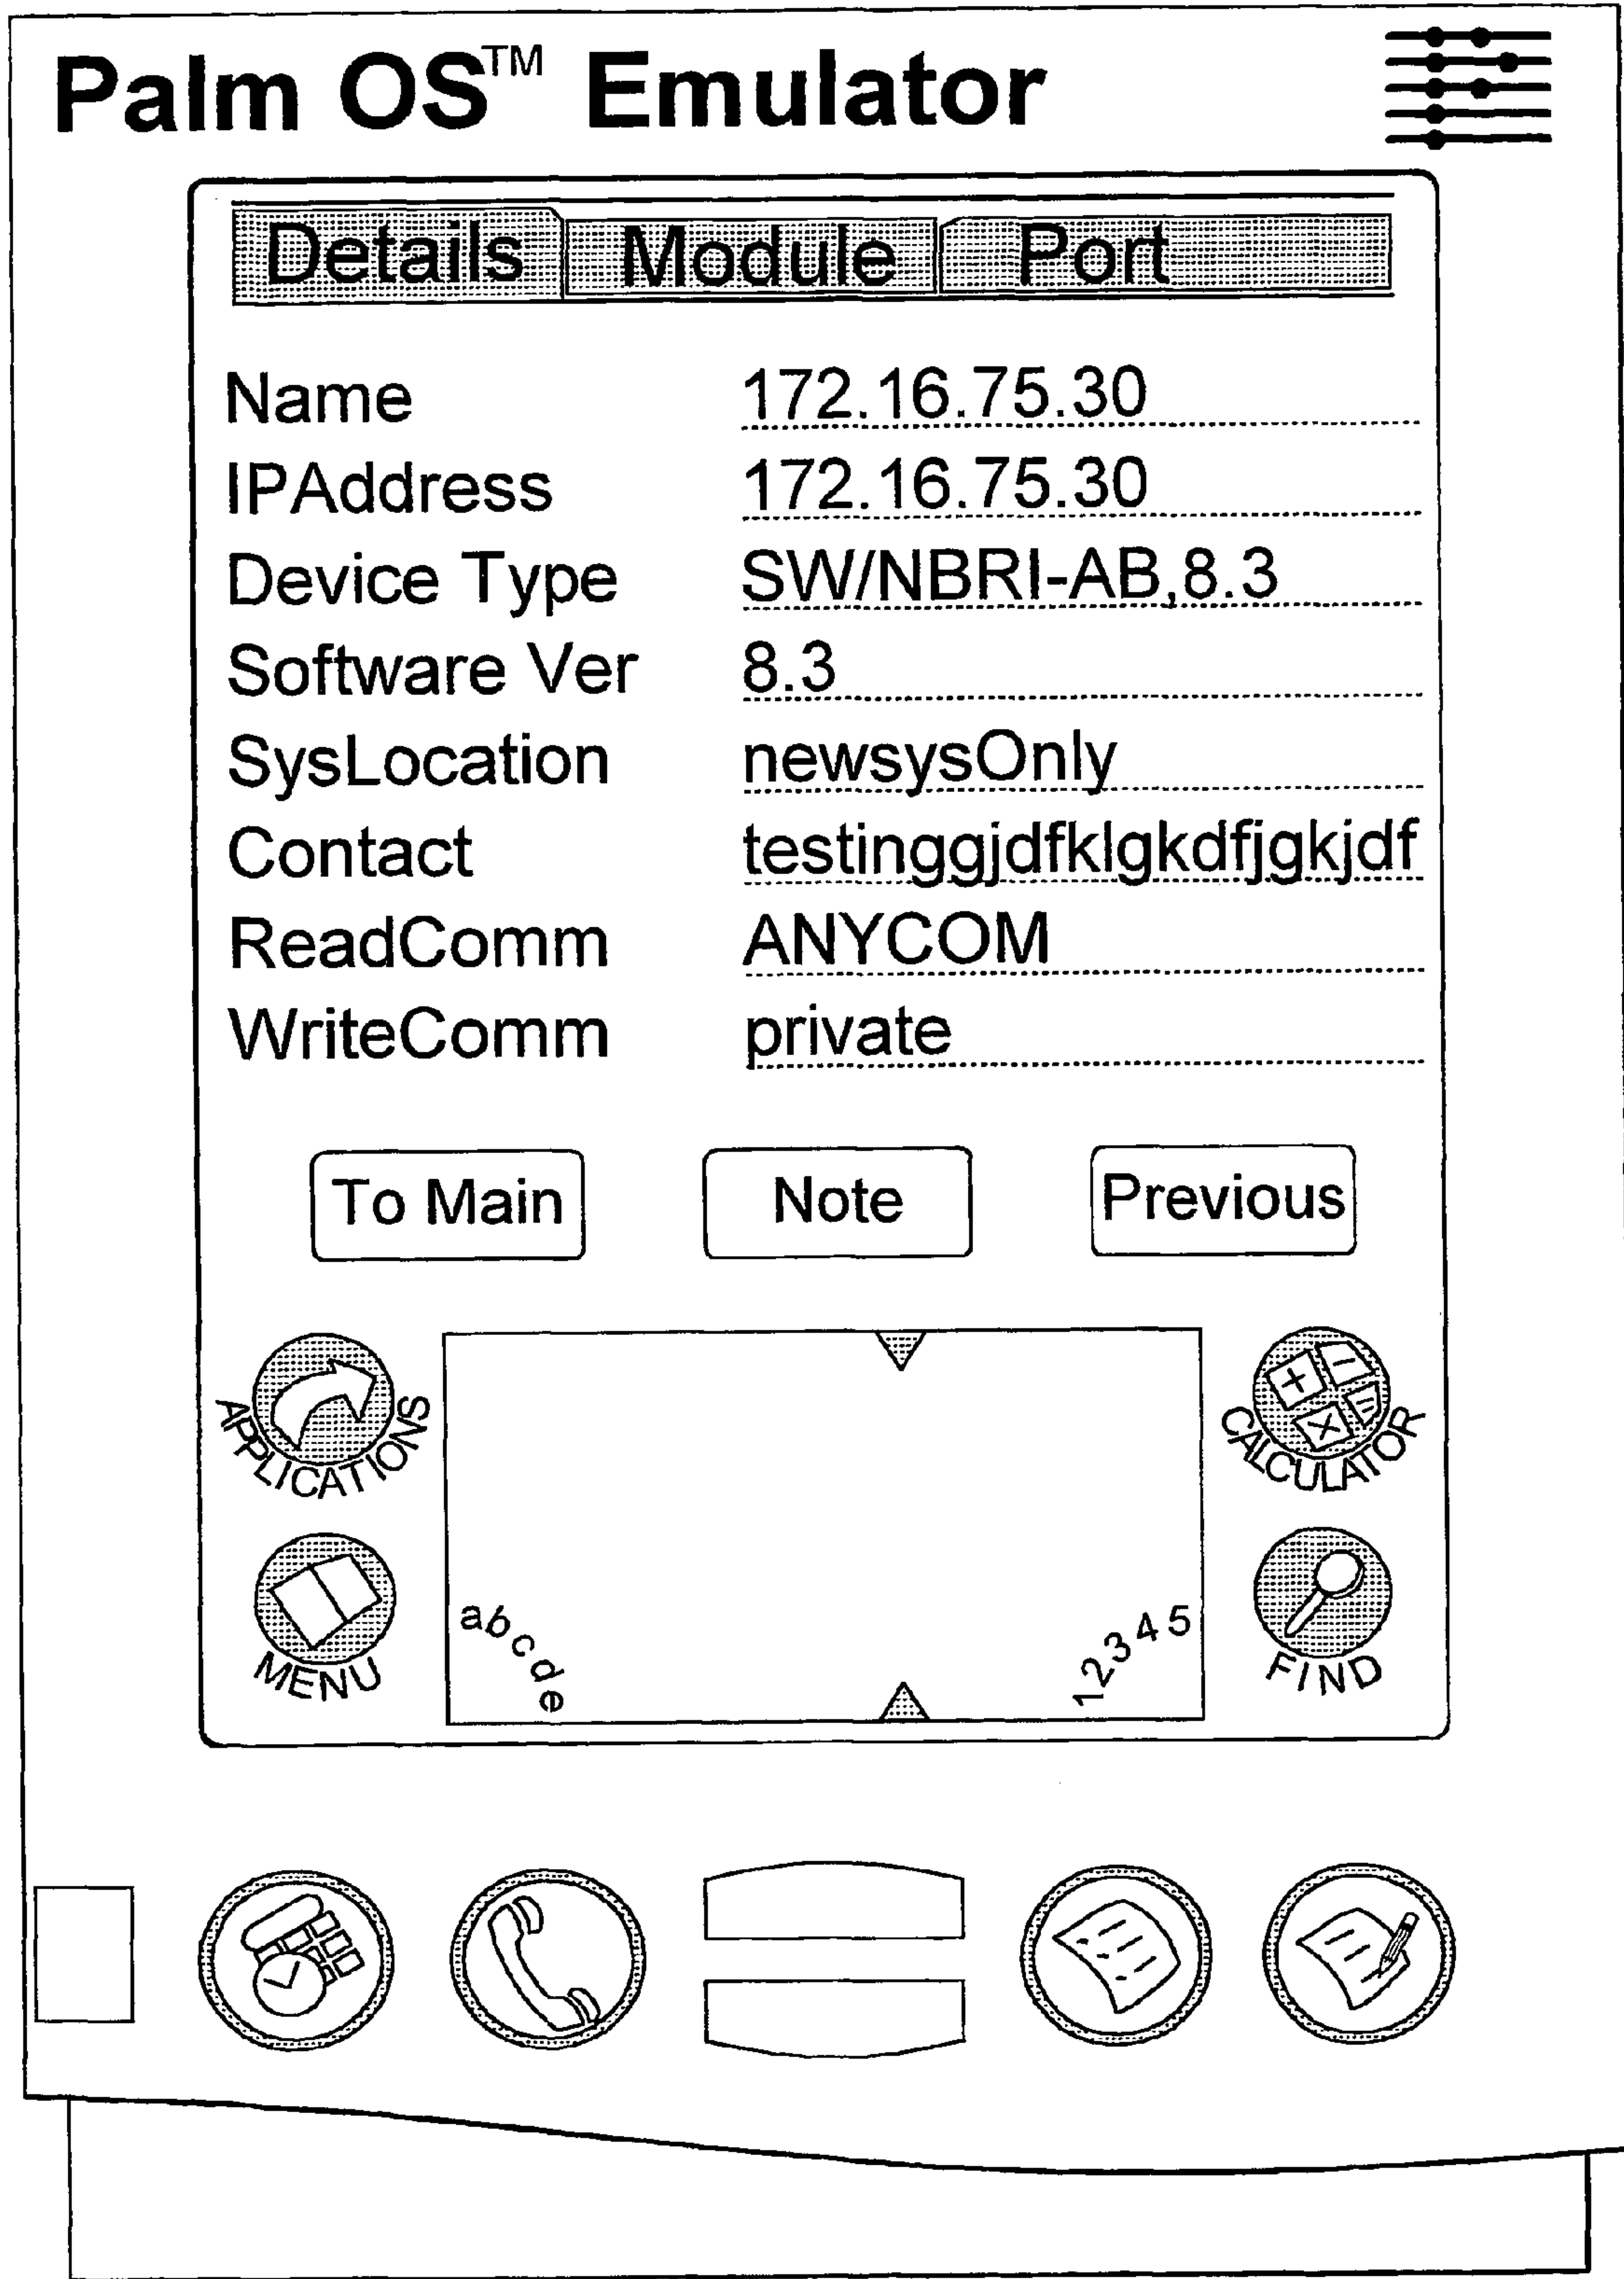 Palm OS™ Emulator
Details Module Port
Name 172.16.75.30
IPAddress 172.16.75.30
Device Type SW/NBRI-AB,8.3
Software Ver 8.3
SysLocation newsysOnly
Contact testinggjdfklgkdfjgkjdf
ReadComm ANYCOM
WriteComm private
To Main Note Previous
APPLICATIONS CALCULATOR
MENU abcde 12345 FIND